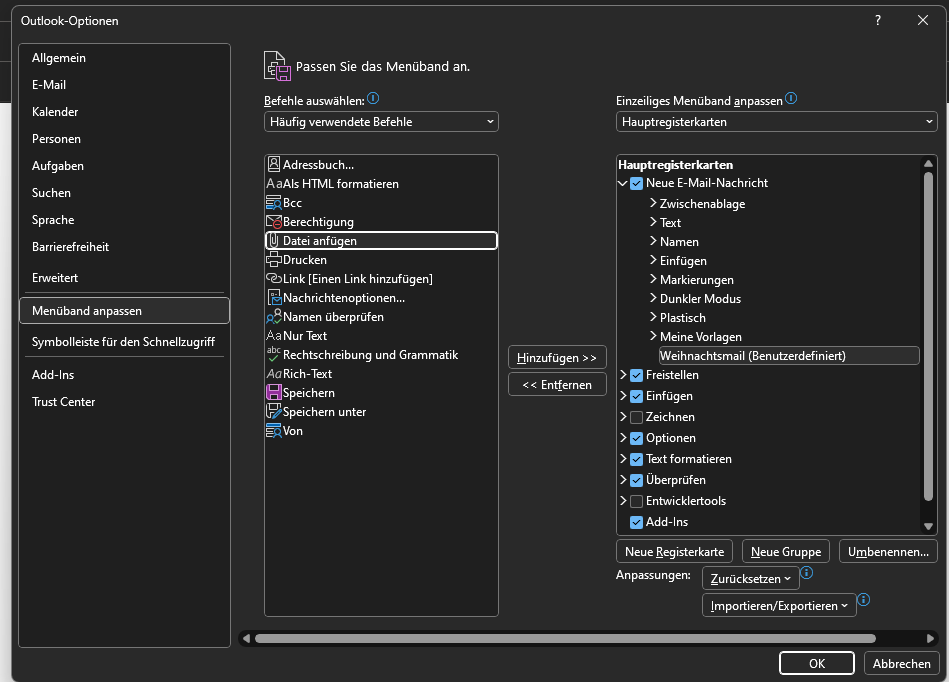 Outlook-Optionen
?
Allgemein
E-Mail
Kalender
Personen
Aufgaben
Suchen
Sprache
Barrierefreiheit
Erweitert
Menüband anpassen
Symbolleiste für den Schnellzugriff
Add-Ins
Trust Center
Passen Sie das Menüband an.
Befehle auswählen:
Häufig verwendete Befehle
Adressbuch...
Als HTML formatieren
Bcc
Berechtigung
Datei anfügen
Drucken
Link [Einen Link hinzufügen]
Nachrichtenoptionen...
Namen überprüfen
Nur Text
Rechtschreibung und Grammatik
Rich-Text
Speichern
Speichern unter
Von
Hinzufügen >>
<< Entfernen
Einzeiliges Menüband anpassen
Hauptregisterkarten
Hauptregisterkarten
Neue E-Mail-Nachricht
Zwischenablage
Text
Namen
Einfügen
Markierungen
Dunkler Modus
Plastisch
Meine Vorlagen
Weihnachtsmail (Benutzerdefiniert)
Freistellen
Einfügen
Zeichnen
Optionen
Text formatieren
Überprüfen
Entwicklertools
Add-Ins
Neue Registerkarte
Neue Gruppe
Umbenennen...
Anpassungen:
Zurücksetzen
Importieren/Exportieren
OK
Abbrechen